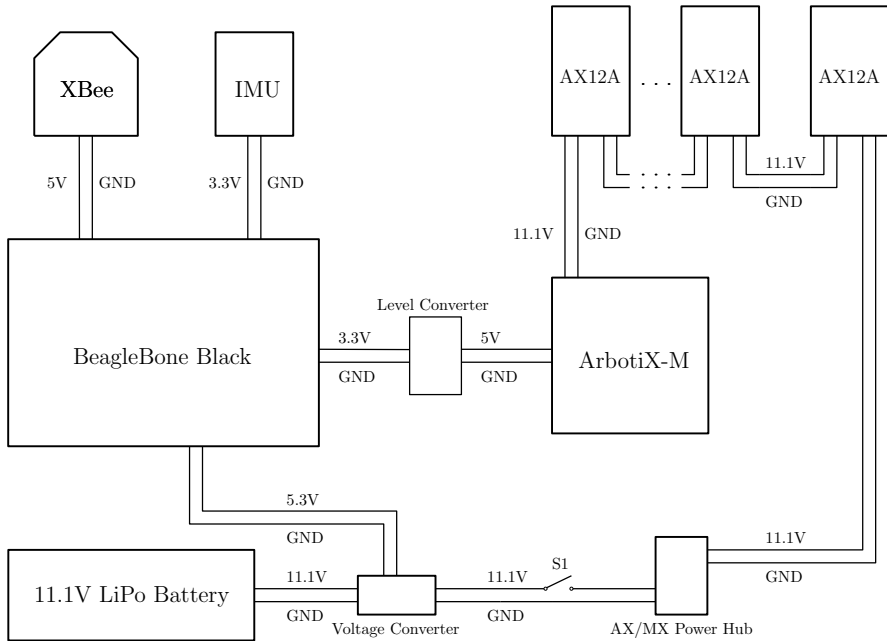 XBee
IMU
AX12A
. . .
AX12A
AX12A
5V
GND
3.3V
GND
11.1V
GND
. . .
. . .
11.1V
GND
Level Converter
BeagleBone Black
3.3V
GND
5V
GND
ArbotiX-M
5.3V
GND
11.1V LiPo Battery
11.1V
GND
Voltage Converter
11.1V
GND
S1
AX/MX Power Hub
11.1V
GND